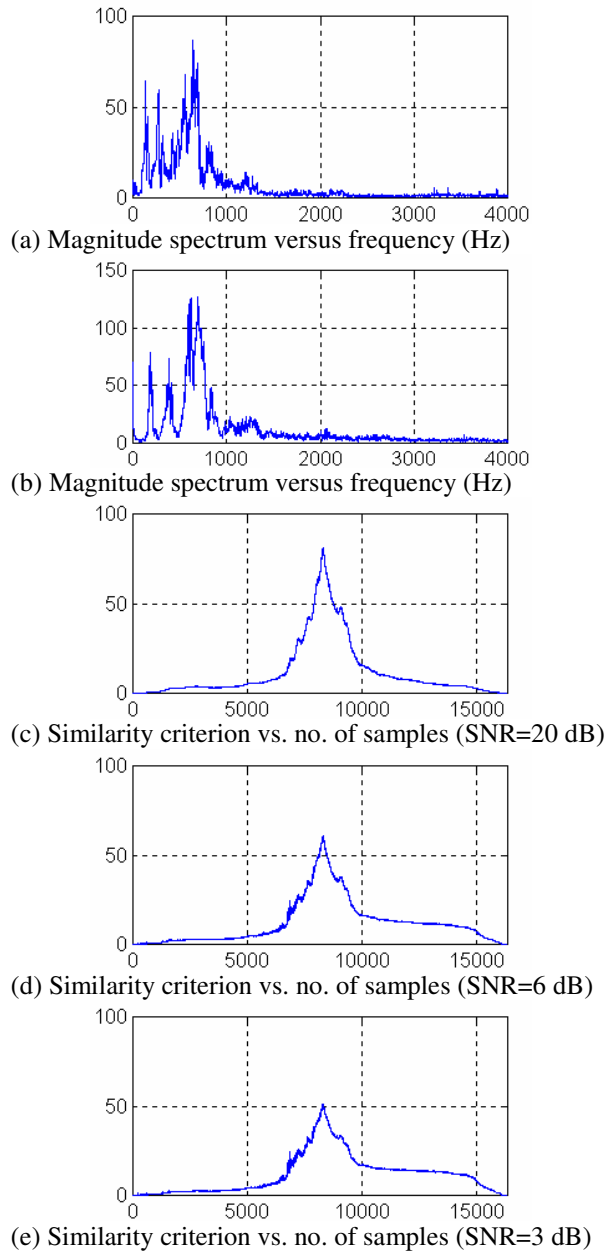 100
50
0
0 1000 2000 3000 4000
(a) Magnitude spectrum versus frequency (Hz)
150
100
50
0
0 1000 2000 3000 4000
(b) Magnitude spectrum versus frequency (Hz)
100
50
0
0 5000 10000 15000
(c) Similarity criterion vs. no. of samples (SNR=20 dB)
100
50
0
0 5000 10000 15000
(d) Similarity criterion vs. no. of samples (SNR=6 dB)
100
50
0
0 5000 10000 15000
(e) Similarity criterion vs. no. of samples (SNR=3 dB)